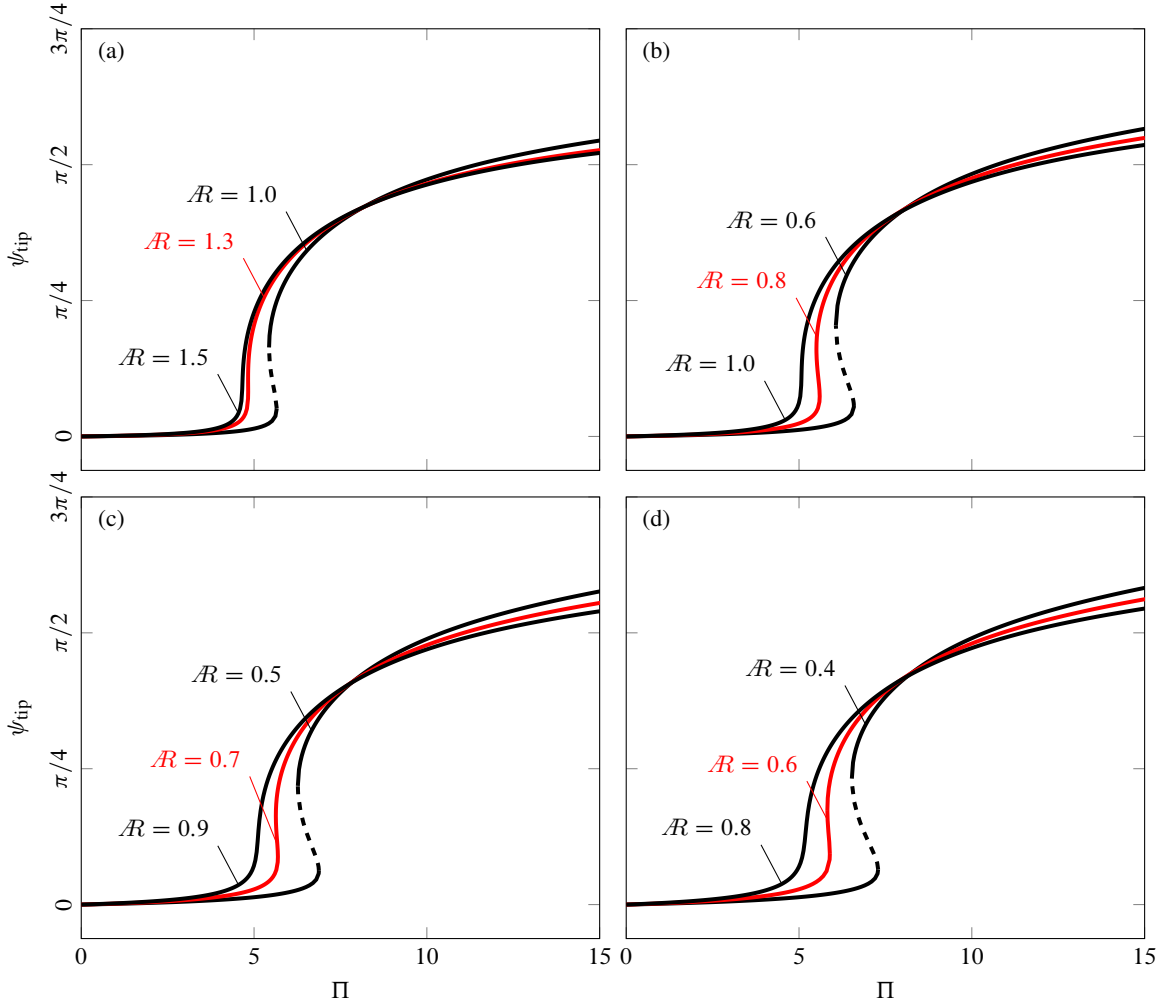 3π/4
π/2
π/4
0
ψtip
(a)
Ꜷ = 1.0
Ꜷ = 1.3
Ꜷ = 1.5
(b)
Ꜷ = 0.6
Ꜷ = 0.8
Ꜷ = 1.0
3π/4
π/2
π/4
0
ψtip
(c)
Ꜷ = 0.5
Ꜷ = 0.7
Ꜷ = 0.9
0 5 10 15
Π
(d)
Ꜷ = 0.4
Ꜷ = 0.6
Ꜷ = 0.8
0 5 10 15
Π